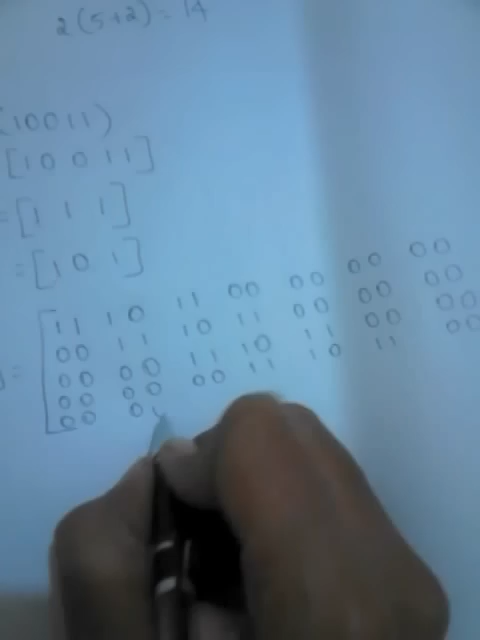 2(5+2) = 14
(10011)
[1 0 0 1 1]
= [1 1 1]
= [1 0 1]
11 10 11 00 00 00 00
00 11 10 11 00 00 00
00 00 11 10 11 00 00
00 00 00 11 10 11 00
00 0